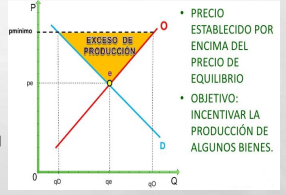 P
pmínimo
O
EXCESO DE
PRODUCCIÓN
e
pe
D
0
qD
qe
qO
Q
• PRECIO
ESTABLECIDO POR
ENCIMA DEL
PRECIO DE
EQUILIBRIO
• OBJETIVO:
INCENTIVAR LA
PRODUCCIÓN DE
ALGUNOS BIENES.